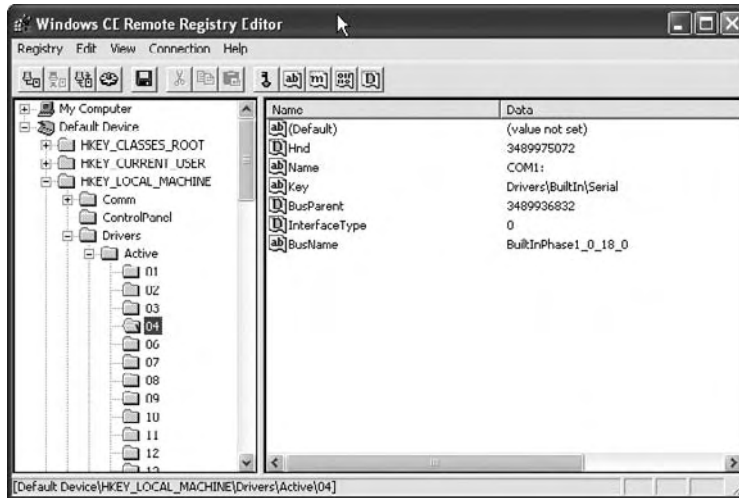 Windows CE Remote Registry Editor
Registry Edit View Connection Help
My Computer
Default Device
HKEY_CLASSES_ROOT
HKEY_CURRENT_USER
HKEY_LOCAL_MACHINE
Comm
ControlPanel
Drivers
Active
01
02
03
04
06
07
08
09
10
11
12
Name Data
(Default) (value not set)
Hnd 3489975072
Name COM1:
Key Drivers\BuiltIn\Serial
BusParent 3489936832
InterfaceType 0
BusName BuiltInPhase1_0_18_0
[Default Device\HKEY_LOCAL_MACHINE\Drivers\Active\04]